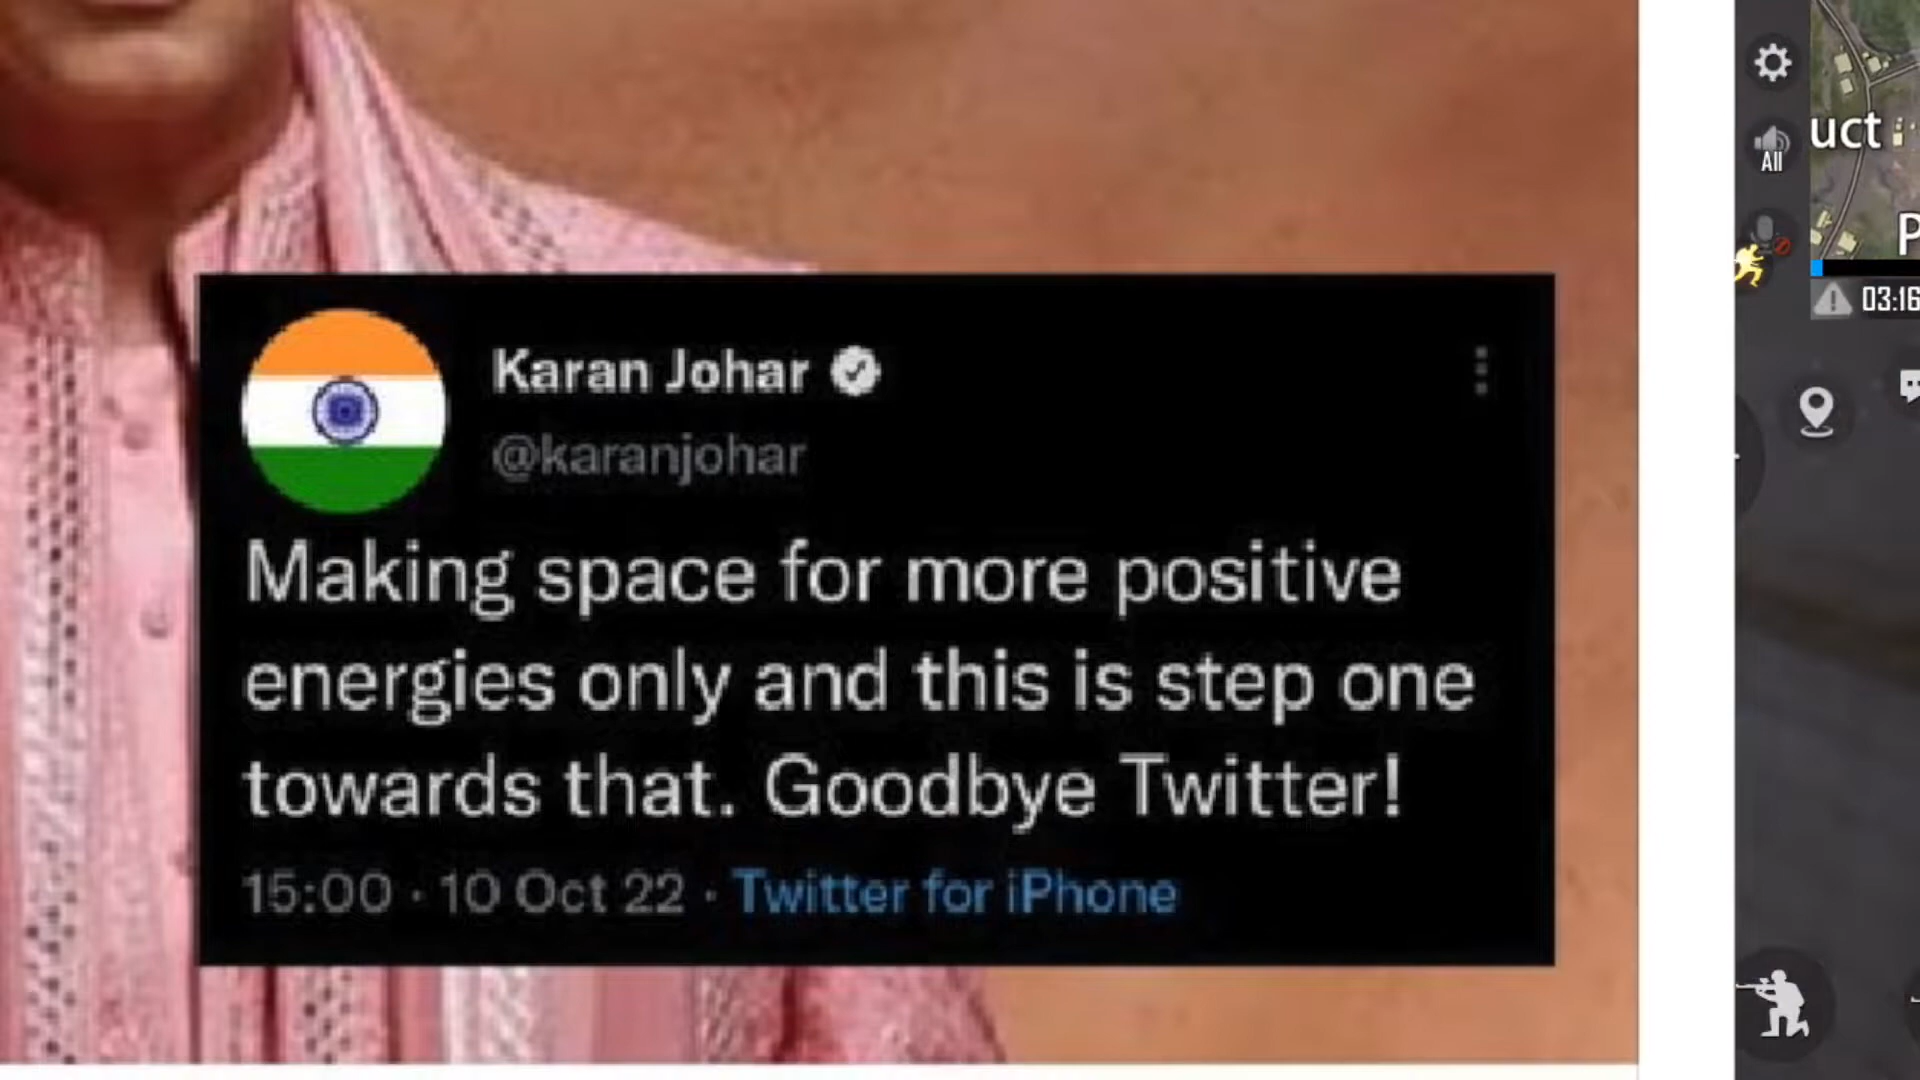 Karan Johar
@karanjohar
Making space for more positive
energies only and this is step one
towards that. Goodbye Twitter!
15:00 · 10 Oct 22 · Twitter for iPhone
All
uct
P
03:16